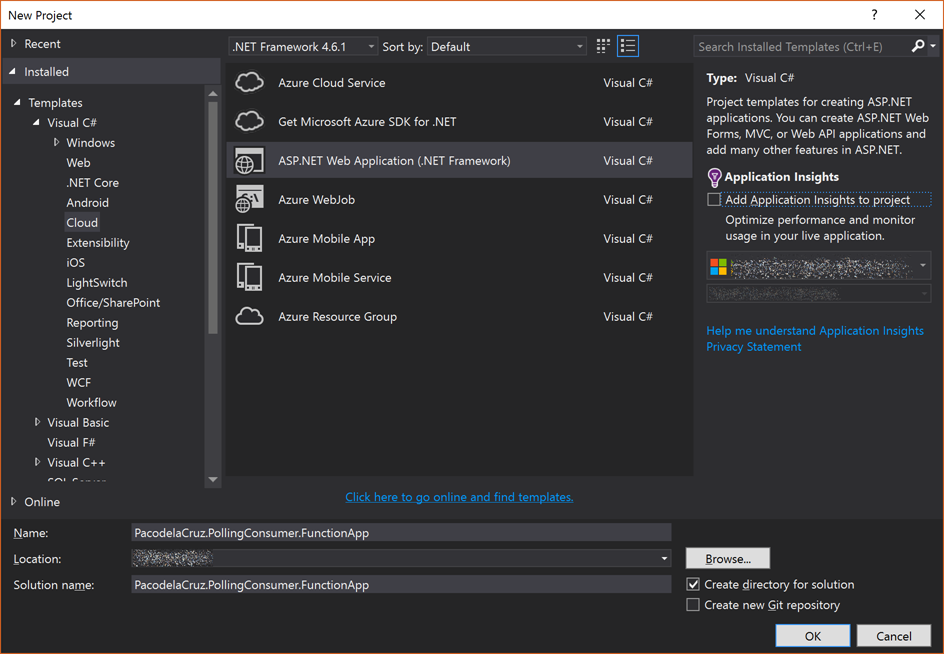 New Project
?
Recent
.NET Framework 4.6.1
Sort by:
Default
Search Installed Templates (Ctrl+E)
Installed
Templates
Visual C#
Windows
Web
.NET Core
Android
Cloud
Extensibility
iOS
LightSwitch
Office/SharePoint
Reporting
Silverlight
Test
WCF
Workflow
Visual Basic
Visual F#
Visual C++
SQL Server
Online
Azure Cloud Service Visual C#
Get Microsoft Azure SDK for .NET Visual C#
ASP.NET Web Application (.NET Framework) Visual C#
Azure WebJob Visual C#
Azure Mobile App Visual C#
Azure Mobile Service Visual C#
Azure Resource Group Visual C#
Click here to go online and find templates.
Type: Visual C#
Project templates for creating ASP.NET
applications. You can create ASP.NET Web
Forms, MVC, or Web API applications and
add many other features in ASP.NET.
Application Insights
Add Application Insights to project
Optimize performance and monitor
usage in your live application.
Help me understand Application Insights
Privacy Statement
Name: PacodelaCruz.PollingConsumer.FunctionApp
Location:
Browse...
Solution name: PacodelaCruz.PollingConsumer.FunctionApp
Create directory for solution
Create new Git repository
OK
Cancel